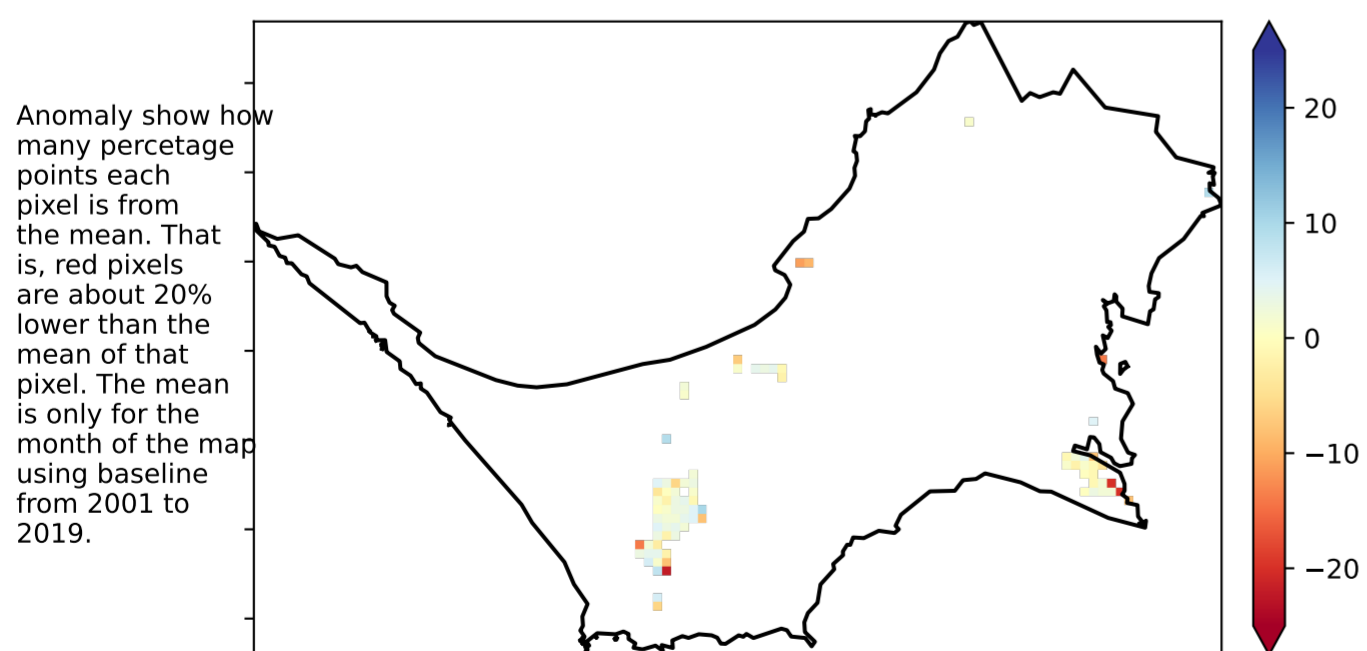 Anomaly show how
many percetage
points each
pixel is from
the mean. That
is, red pixels
are about 20%
lower than the
mean of that
pixel. The mean
is only for the
month of the map
using baseline
from 2001 to
2019.
20
10
0
−10
−20